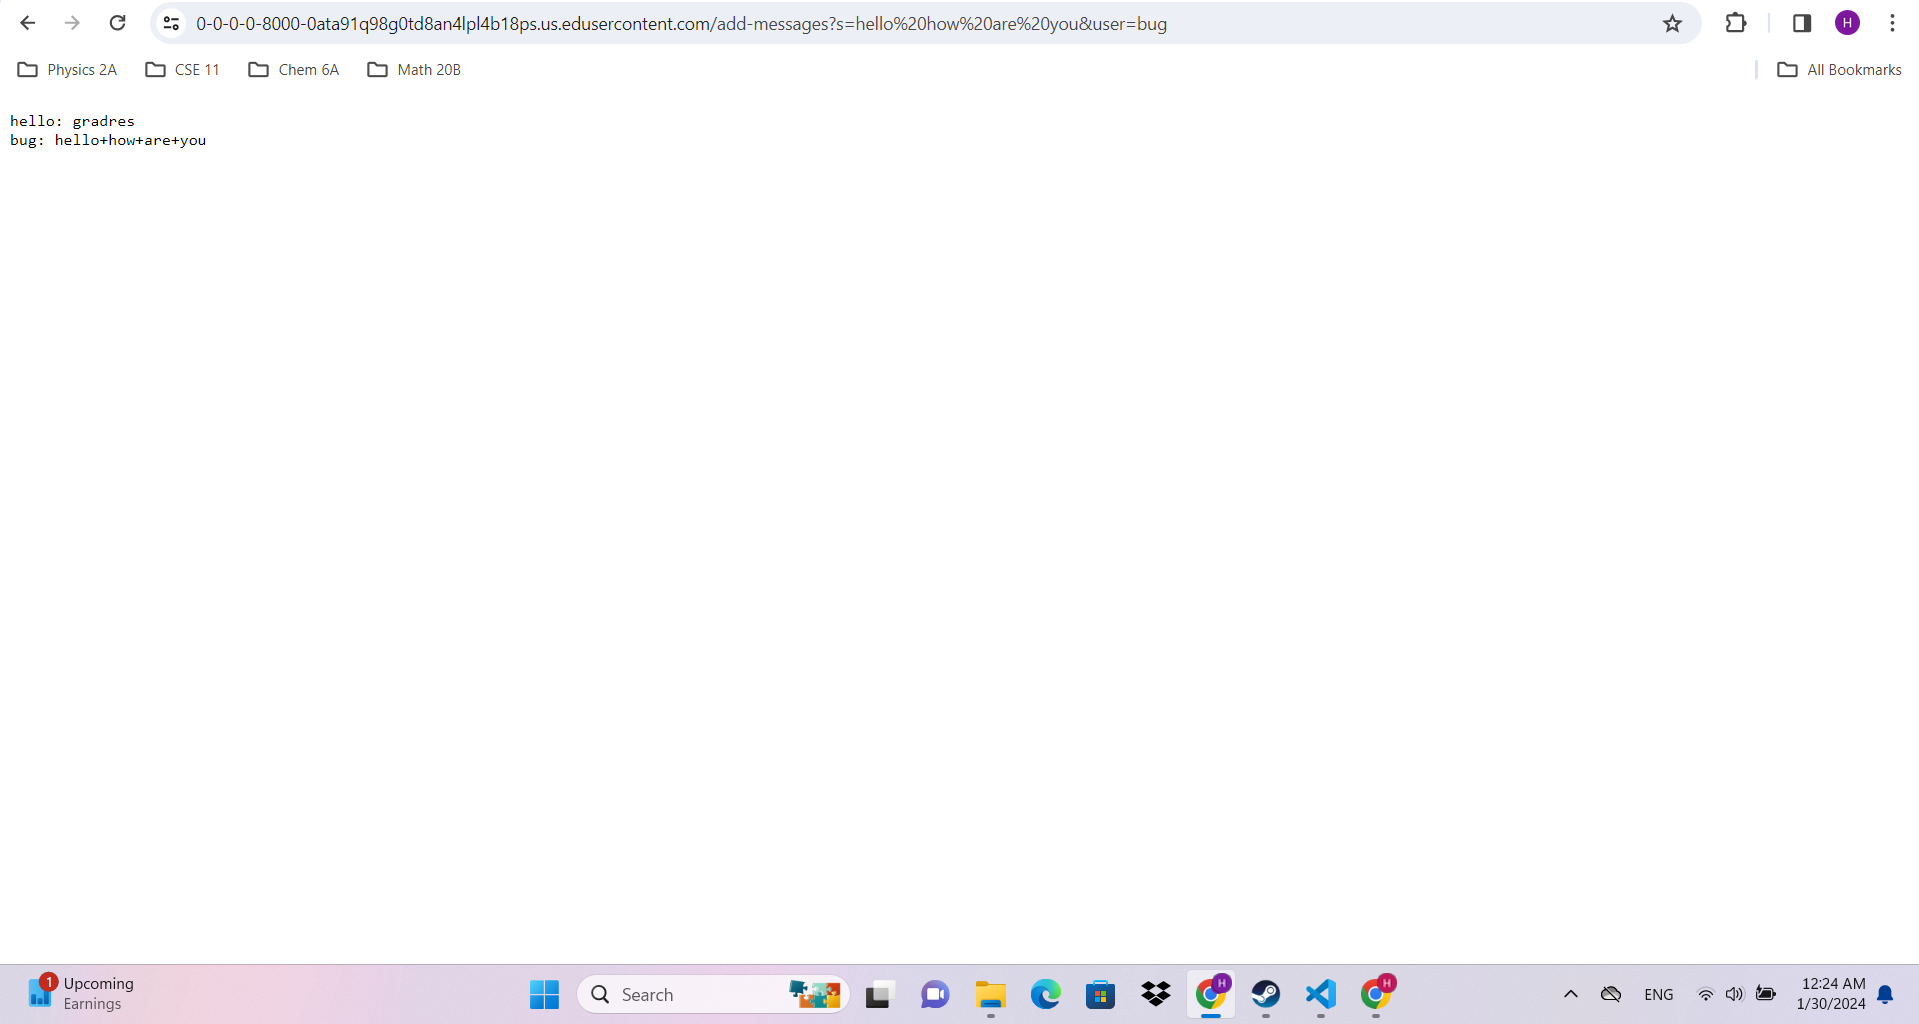 0-0-0-0-8000-0ata91q98g0td8an4lpl4b18ps.us.edusercontent.com/add-messages?s=hello%20how%20are%20you&user=bug
H
Physics 2A
CSE 11
Chem 6A
Math 20B
All Bookmarks
hello: gradres
bug: hello+how+are+you
1
Upcoming
Earnings
Search
H
H
ENG
12:24 AM
1/30/2024